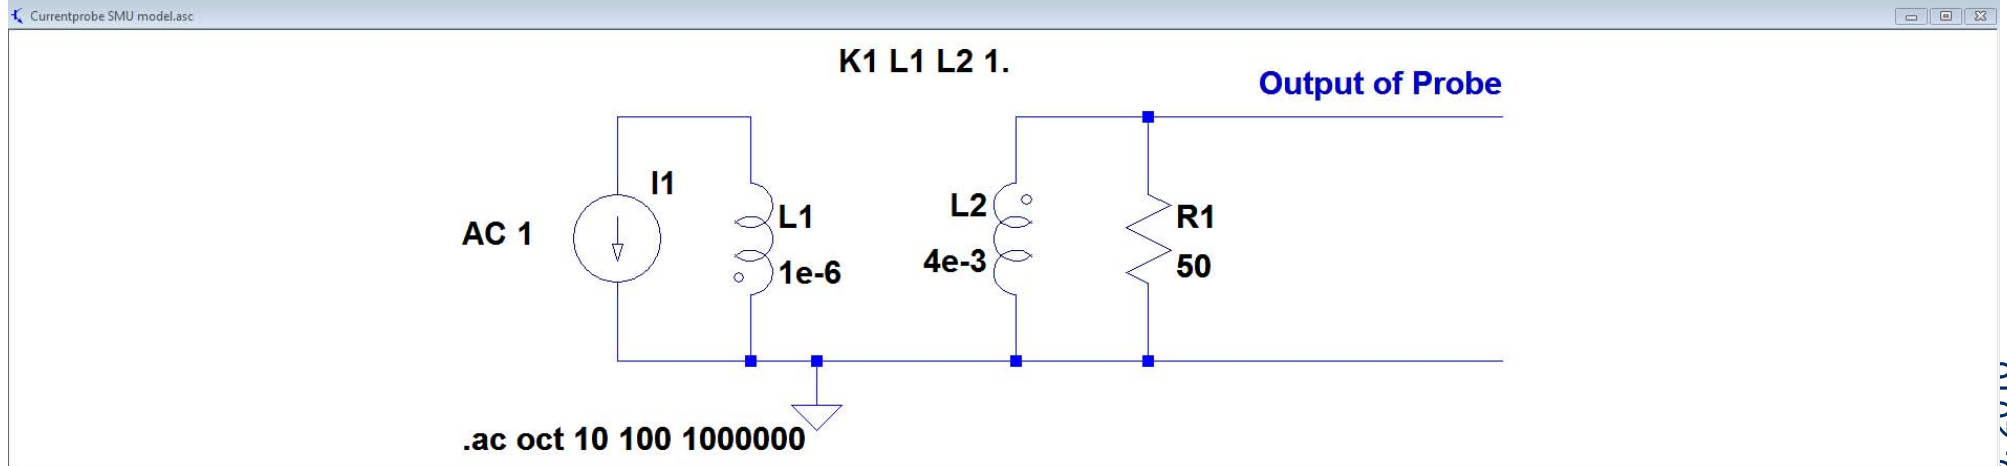 Currentprobe SMU model.asc
K1 L1 L2 1.
Output of Probe
I1
AC 1
L1
1e-6
L2
4e-3
R1
50
.ac oct 10 100 1000000